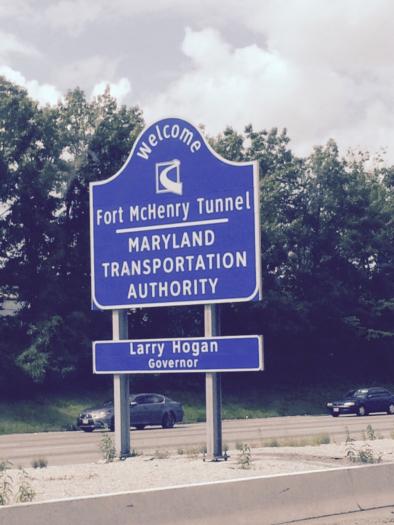 Welcome
Fort McHenry Tunnel
MARYLAND
TRANSPORTATION
AUTHORITY
Larry Hogan
Governor